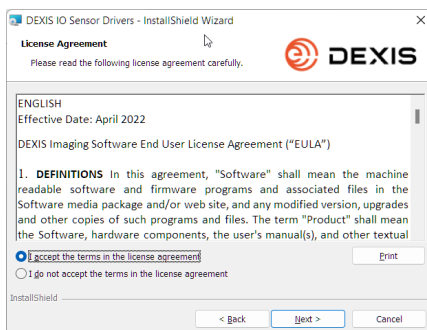 DEXIS IO Sensor Drivers - InstallShield Wizard
License Agreement
Please read the following license agreement carefully.
DEXIS
ENGLISH
Effective Date: April 2022
DEXIS Imaging Software End User License Agreement (“EULA”)
1. DEFINITIONS In this agreement, "Software" shall mean the machine
readable software and firmware programs and associated files in the
Software media package and/or web site, and any modified version, upgrades
and other copies of such programs and files. The term "Product" shall mean
the Software, hardware components, the user's manual(s), and other textual
I accept the terms in the license agreement
Print
I do not accept the terms in the license agreement
InstallShield
< Back
Next >
Cancel